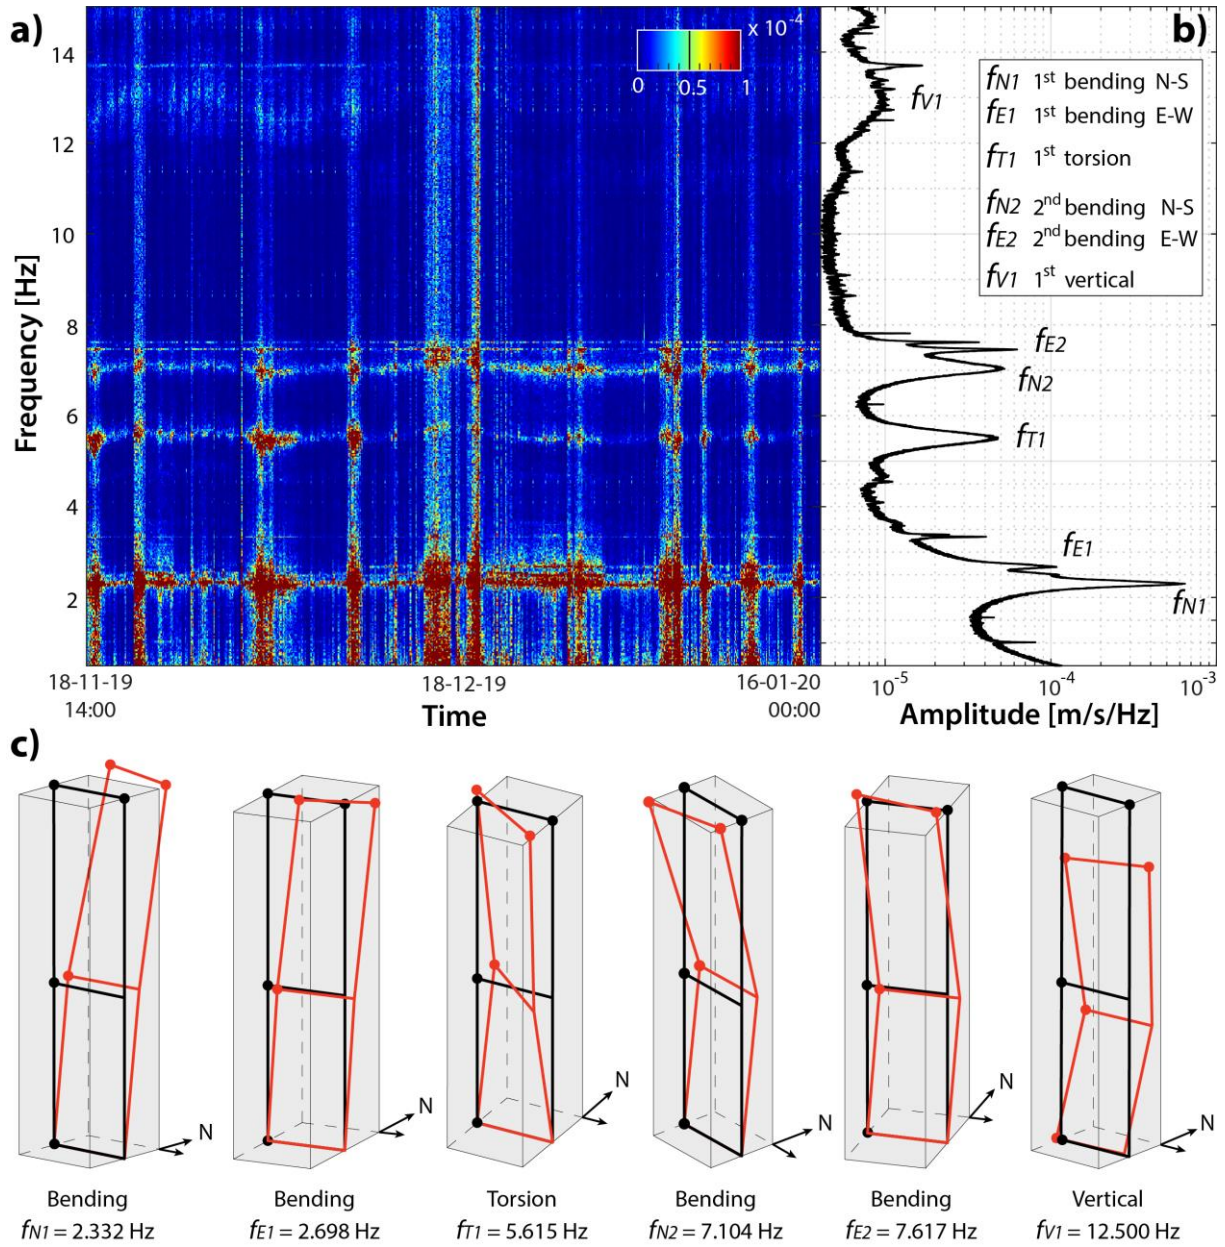 a)
x 10⁻⁴
0 0.5 1
14
12
10
8
6
4
2
Frequency [Hz]
18-11-19
14:00
18-12-19
16-01-20
00:00
Time
b)
fN1 1st bending N-S
fE1 1st bending E-W
fT1 1st torsion
fN2 2nd bending N-S
fE2 2nd bending E-W
fV1 1st vertical
fV1
fE2
fN2
fT1
fE1
fN1
10⁻⁵ 10⁻⁴ 10⁻³
Amplitude [m/s/Hz]
c)
N N N N N N
Bending Bending Torsion Bending Bending Vertical
fN1 = 2.332 Hz fE1 = 2.698 Hz fT1 = 5.615 Hz fN2 = 7.104 Hz fE2 = 7.617 Hz fV1 = 12.500 Hz